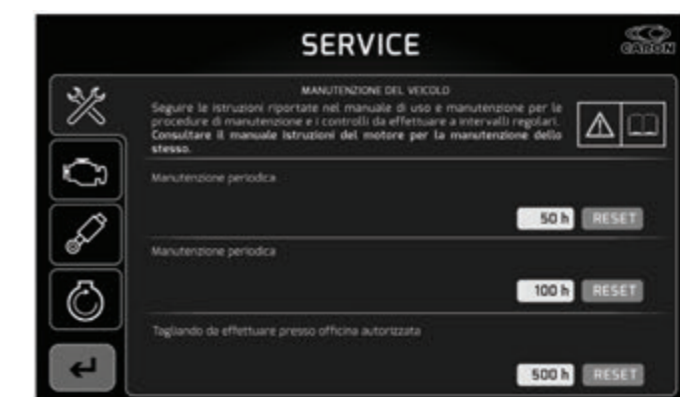 SERVICE
CARON
MANUTENZIONE DEL VEICOLO
Seguire le istruzioni riportate nel manuale di uso e manutenzione per le
procedure di manutenzione e i controlli da effettuare a intervalli regolari.
Consultare il manuale istruzioni del motore per la manutenzione dello
stesso.
Manutenzione periodica
50 h RESET
Manutenzione periodica
100 h RESET
Tagliando da effettuare presso officina autorizzata
500 h RESET